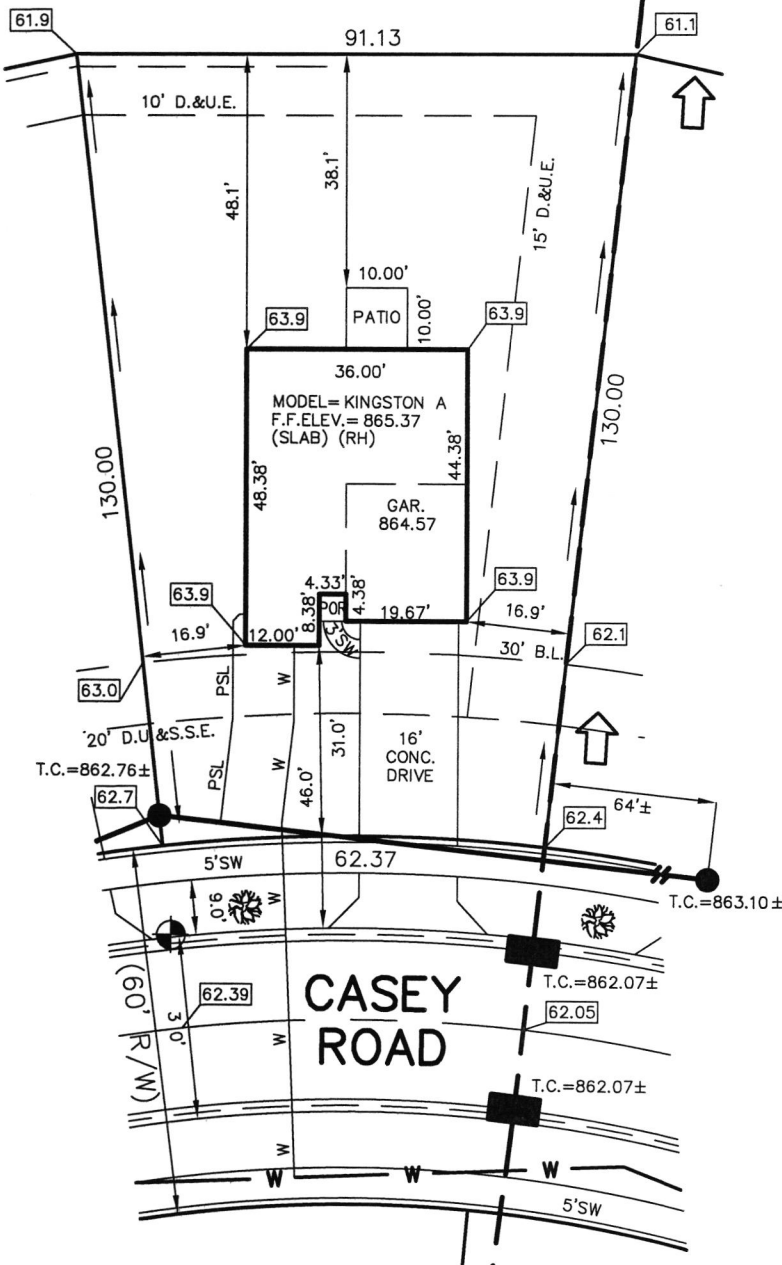 61.9
91.13
61.1
10' D.&U.E.
48.1'
38.1'
15' D.&U.E.
10.00'
PATIO
10.00'
63.9
63.9
36.00'
MODEL= KINGSTON A
F.F.ELEV.= 865.37
(SLAB) (RH)
130.00
130.00
48.38'
44.38'
GAR.
864.57
63.9
4.33'
POR
4.38'
8.38'
19.67'
63.9
16.9'
12.00'
3'SW
16.9'
62.1
30' B.L.
63.0
PSL
W
20' D.U.&S.S.E.
31.0'
16'
CONC.
DRIVE
T.C.=862.76±
PSL
W
46.0'
64'±
62.7
62.4
5'SW
62.37
T.C.=863.10±
9.0'
W
CASEY
ROAD
T.C.=862.07±
62.39
62.05
(60' R/W)
3.0'
W
T.C.=862.07±
W
W
W
W
5'SW